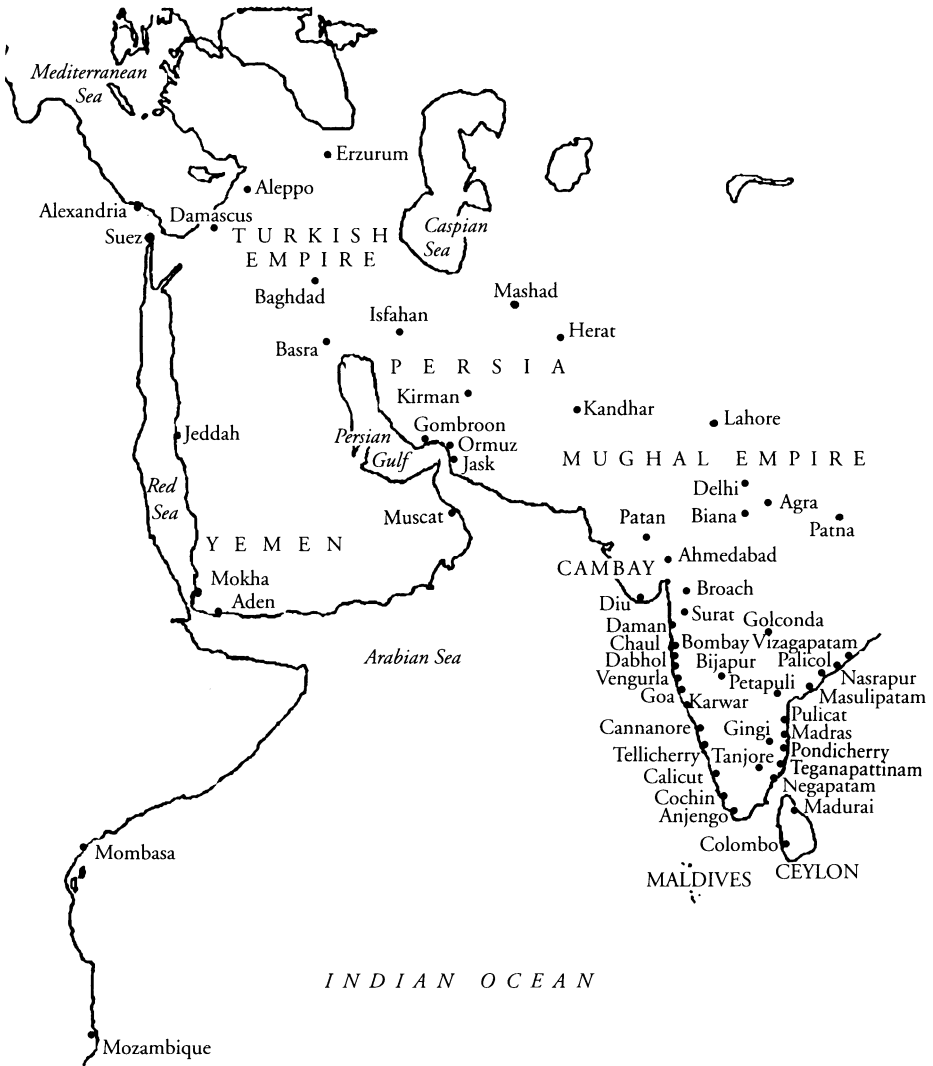 Mediterranean
Sea
Erzurum
Aleppo
Alexandria
Damascus
Suez
TURKISH
EMPIRE
Caspian
Sea
Baghdad
Mashad
Isfahan
Herat
Basra
PERSIA
Kirman
Kandhar
Lahore
Gombroon
Jeddah
Persian
Gulf
Ormuz
Jask
MUGHAL EMPIRE
Red
Sea
Delhi
Agra
Muscat
Patan
Biana
Patna
YEMEN
Ahmedabad
CAMBAY
Mokha
Aden
Broach
Diu
Surat
Golconda
Daman
Chaul
Bombay
Vizagapatam
Arabian Sea
Dabhol
Bijapur
Palicol
Vengurla
Petapuli
Nasrapur
Goa
Karwar
Masulipatam
Pulicat
Cannanore
Gingi
Madras
Tellicherry
Tanjore
Pondicherry
Teganapattinam
Calicut
Negapatam
Cochin
Madurai
Anjengo
Colombo
Mombasa
MALDIVES
CEYLON
INDIAN OCEAN
Mozambique